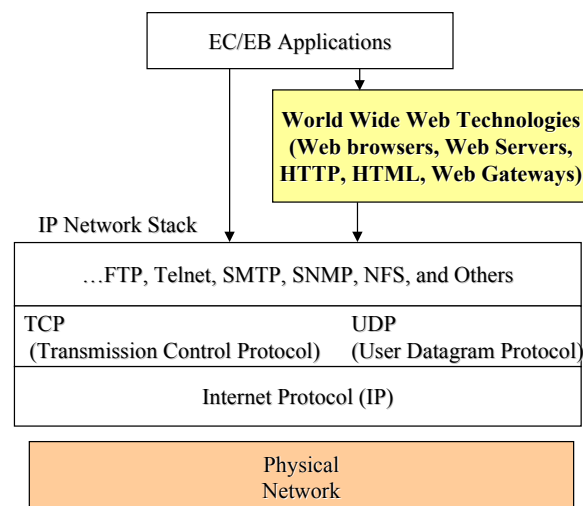 EC/EB Applications
World Wide Web Technologies
(Web browsers, Web Servers,
HTTP, HTML, Web Gateways)
IP Network Stack
…FTP, Telnet, SMTP, SNMP, NFS, and Others
TCP
(Transmission Control Protocol)
UDP
(User Datagram Protocol)
Internet Protocol (IP)
Physical
Network